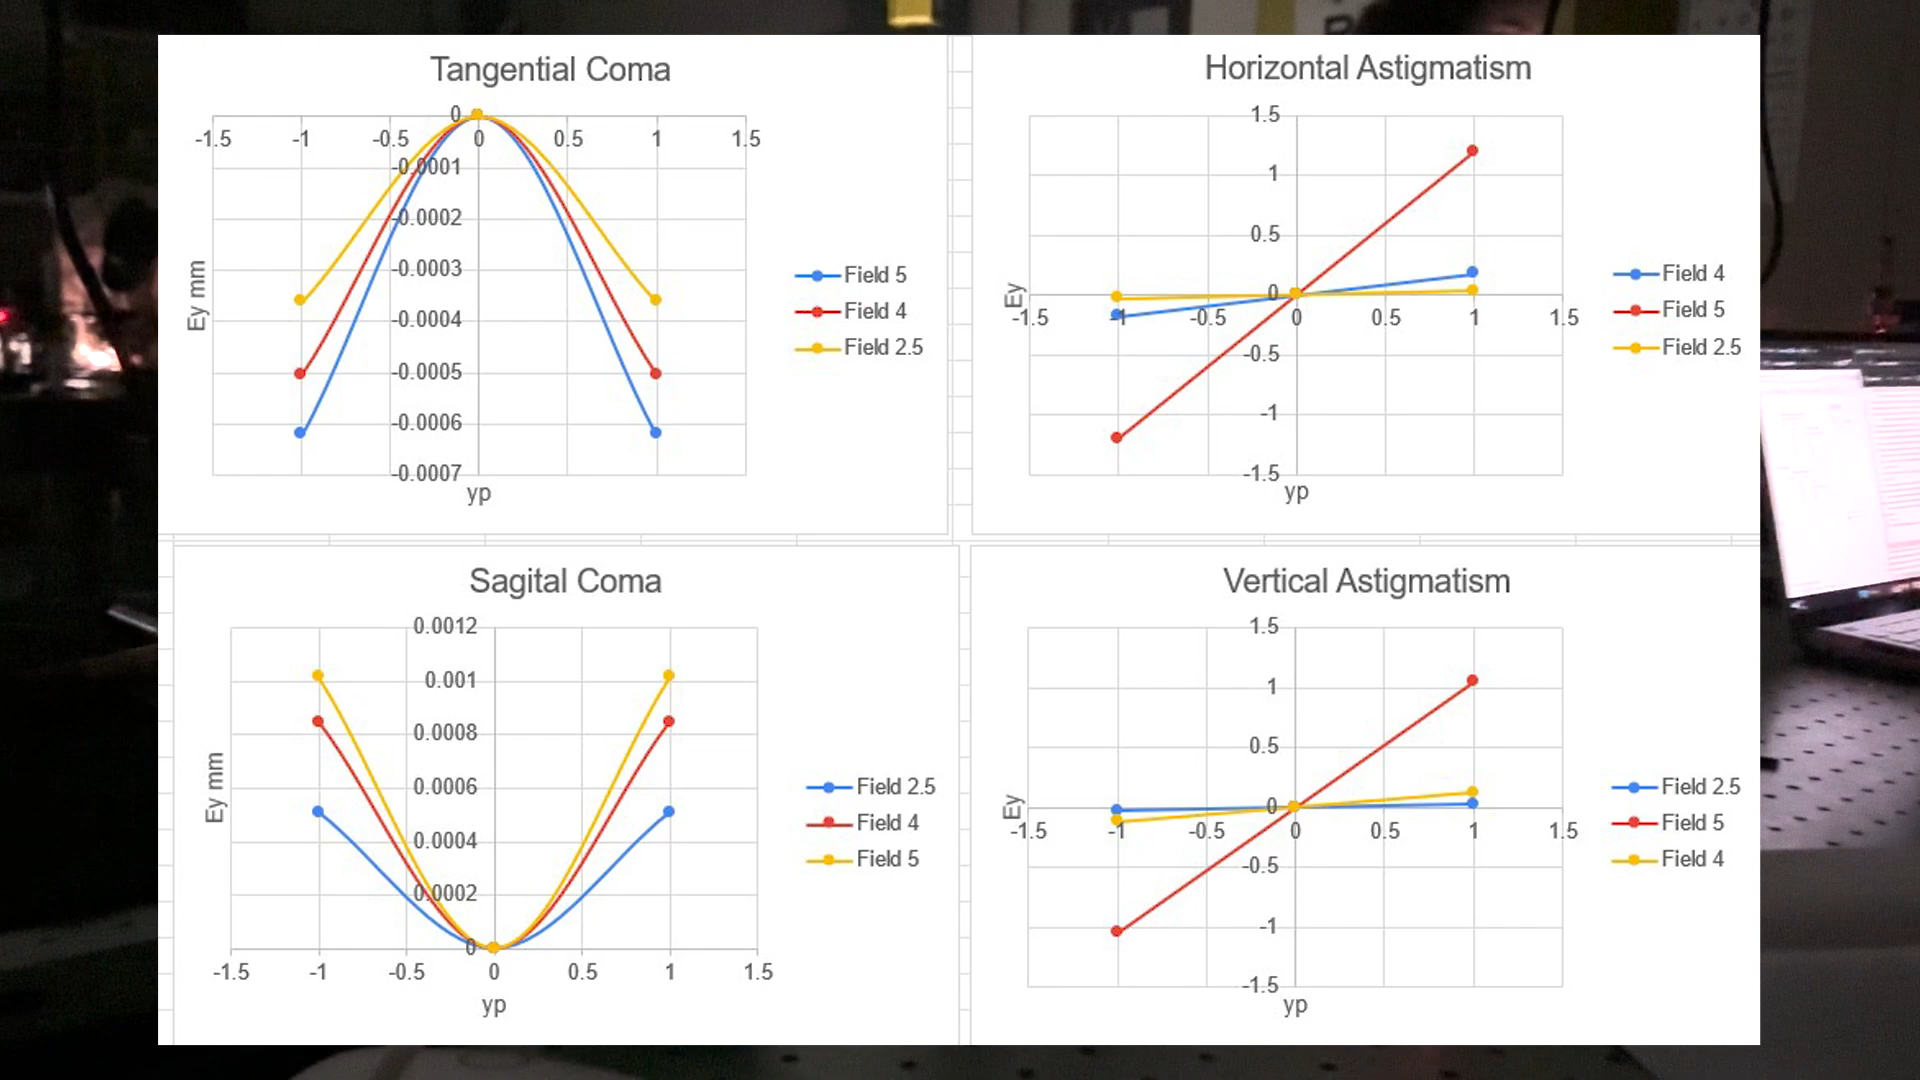 Tangential Coma
0
-1.5 -1 -0.5 0 0.5 1 1.5
-0.0001
-0.0002
-0.0003
-0.0004
-0.0005
-0.0006
-0.0007
Ey mm
yp
Field 5
Field 4
Field 2.5
Horizontal Astigmatism
1.5
1
0.5
0
-1.5 -1 -0.5 0 0.5 1 1.5
-0.5
-1
-1.5
Ey
yp
Field 4
Field 5
Field 2.5
Sagital Coma
0.0012
0.001
0.0008
0.0006
0.0004
0.0002
0
-1.5 -1 -0.5 0 0.5 1 1.5
Ey mm
yp
Field 2.5
Field 4
Field 5
Vertical Astigmatism
1.5
1
0.5
0
-1.5 -1 -0.5 0 0.5 1 1.5
-0.5
-1
-1.5
Ey
yp
Field 2.5
Field 5
Field 4